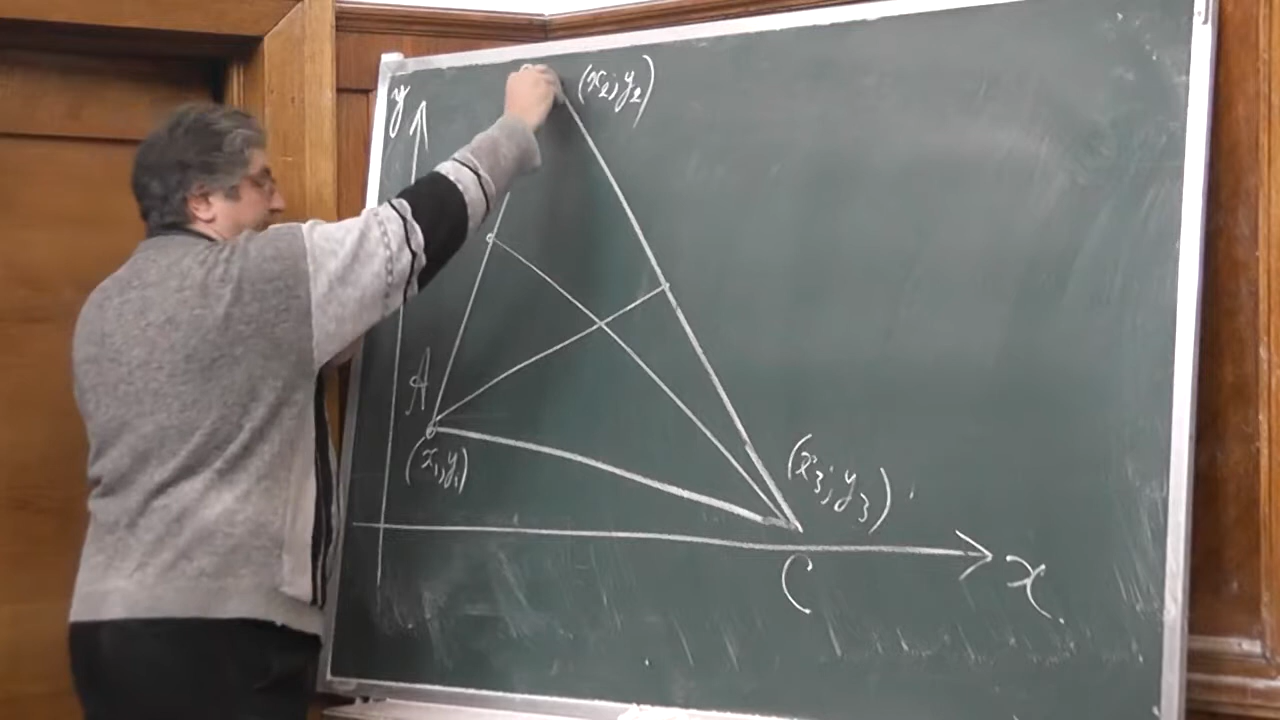 y
(x₂; y₂)
A
(x₁; y₁)
(x₃; y₃)
C
x